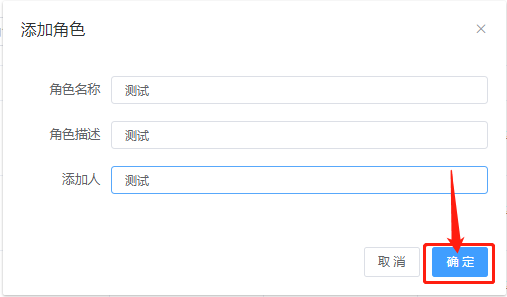 添加角色
角色名称 测试
角色描述 测试
添加人 测试
取消 确定